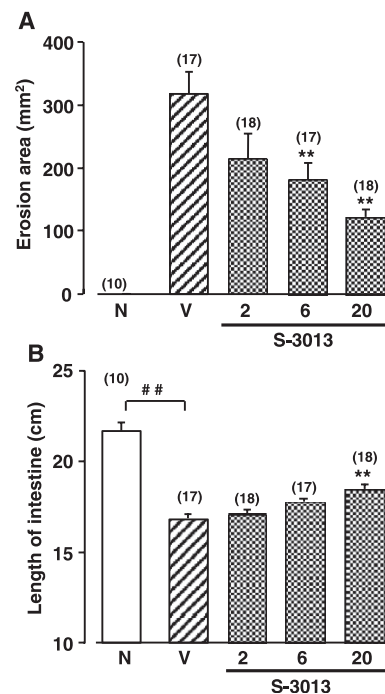 A
Erosion area (mm²)
400
300
200
100
0
(10)
(17)
(18)
(17)
**
(18)
**
N V 2 6 20
S-3013
B
Length of intestine (cm)
25
20
15
10
(10)
##
(17)
(18)
(17)
(18)
**
N V 2 6 20
S-3013